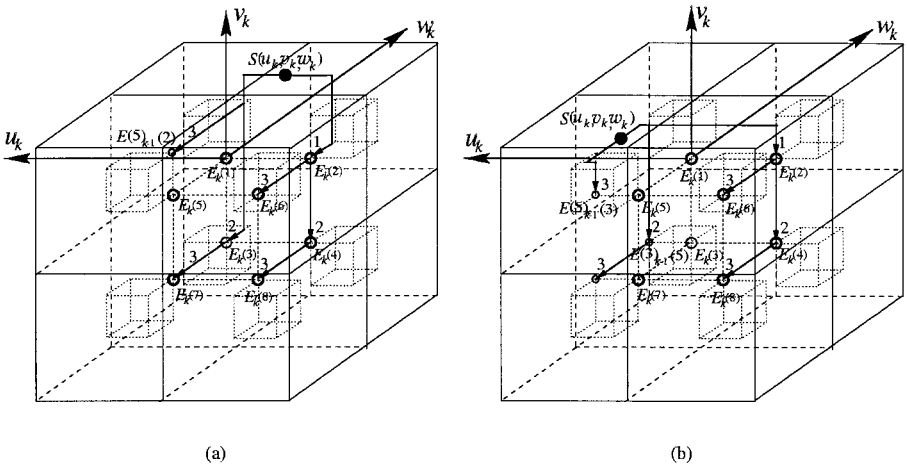 v_k
w_k
S(u_k,v_k,w_k)
E(5)_{k-1}(2)
3
1
u_k
E_k(1)
E_k(2)
3
E_k(5)
E_k(6)
2
2
3
E_k(3)
3
E_k(4)
E_k(7)
E_k(8)
(a)
v_k
w_k
S(u_k,v_k,w_k)
1
u_k
E_k(1)
E_k(2)
3
3
E(5)_{k-1}(3)
E_k(5)
E_k(6)
2
2
E(3)_{k-1}(5)
E_k(3)
E_k(4)
3
3
E_k(7)
E_k(8)
(b)